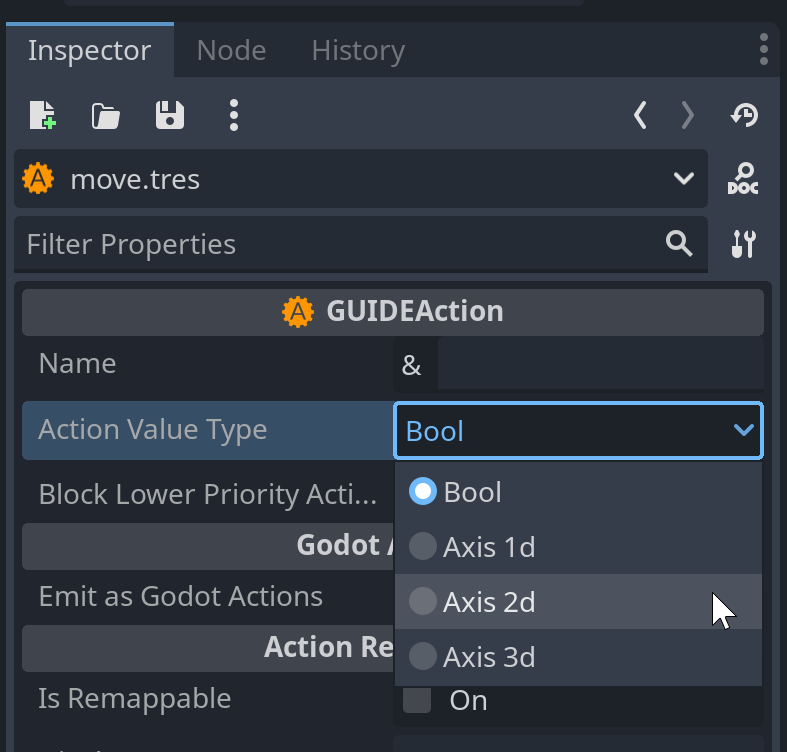 Inspector Node History
move.tres
DOC
Filter Properties
GUIDEAction
Name &
Action Value Type Bool
Bool
Block Lower Priority Acti...
Axis 1d
Godot A
Axis 2d
Emit as Godot Actions
Action Re
Axis 3d
Is Remappable On